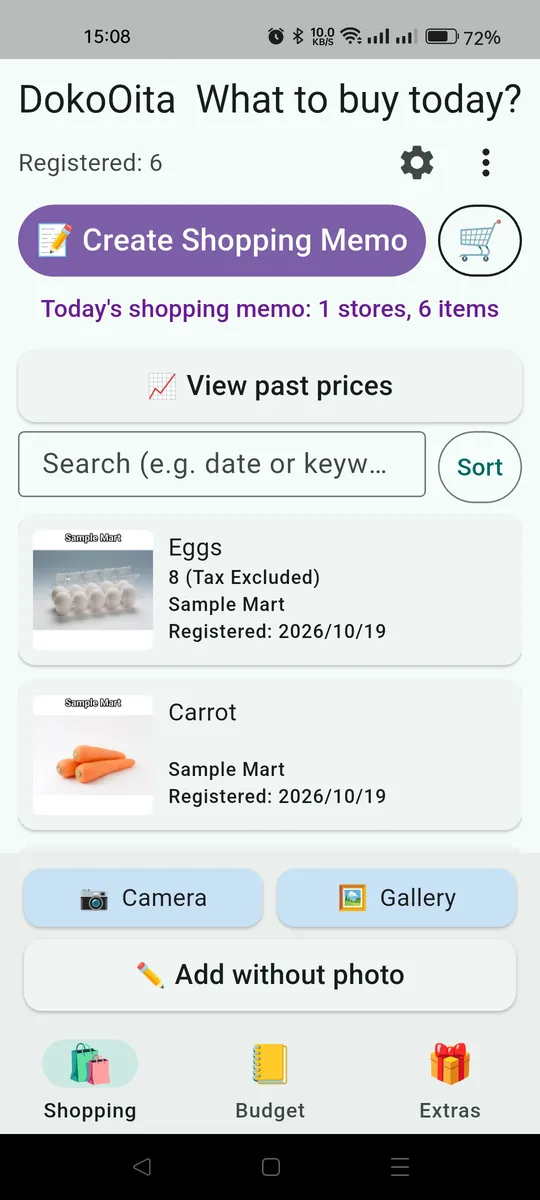 15:08
10.0
KB/S
72%
DokoOita What to buy today?
Registered: 6
Create Shopping Memo
Today's shopping memo: 1 stores, 6 items
View past prices
Search (e.g. date or keyw…
Sort
Sample Mart
Eggs
8 (Tax Excluded)
Sample Mart
Registered: 2026/10/19
Sample Mart
Carrot
Sample Mart
Registered: 2026/10/19
Camera
Gallery
Add without photo
Shopping
Budget
Extras